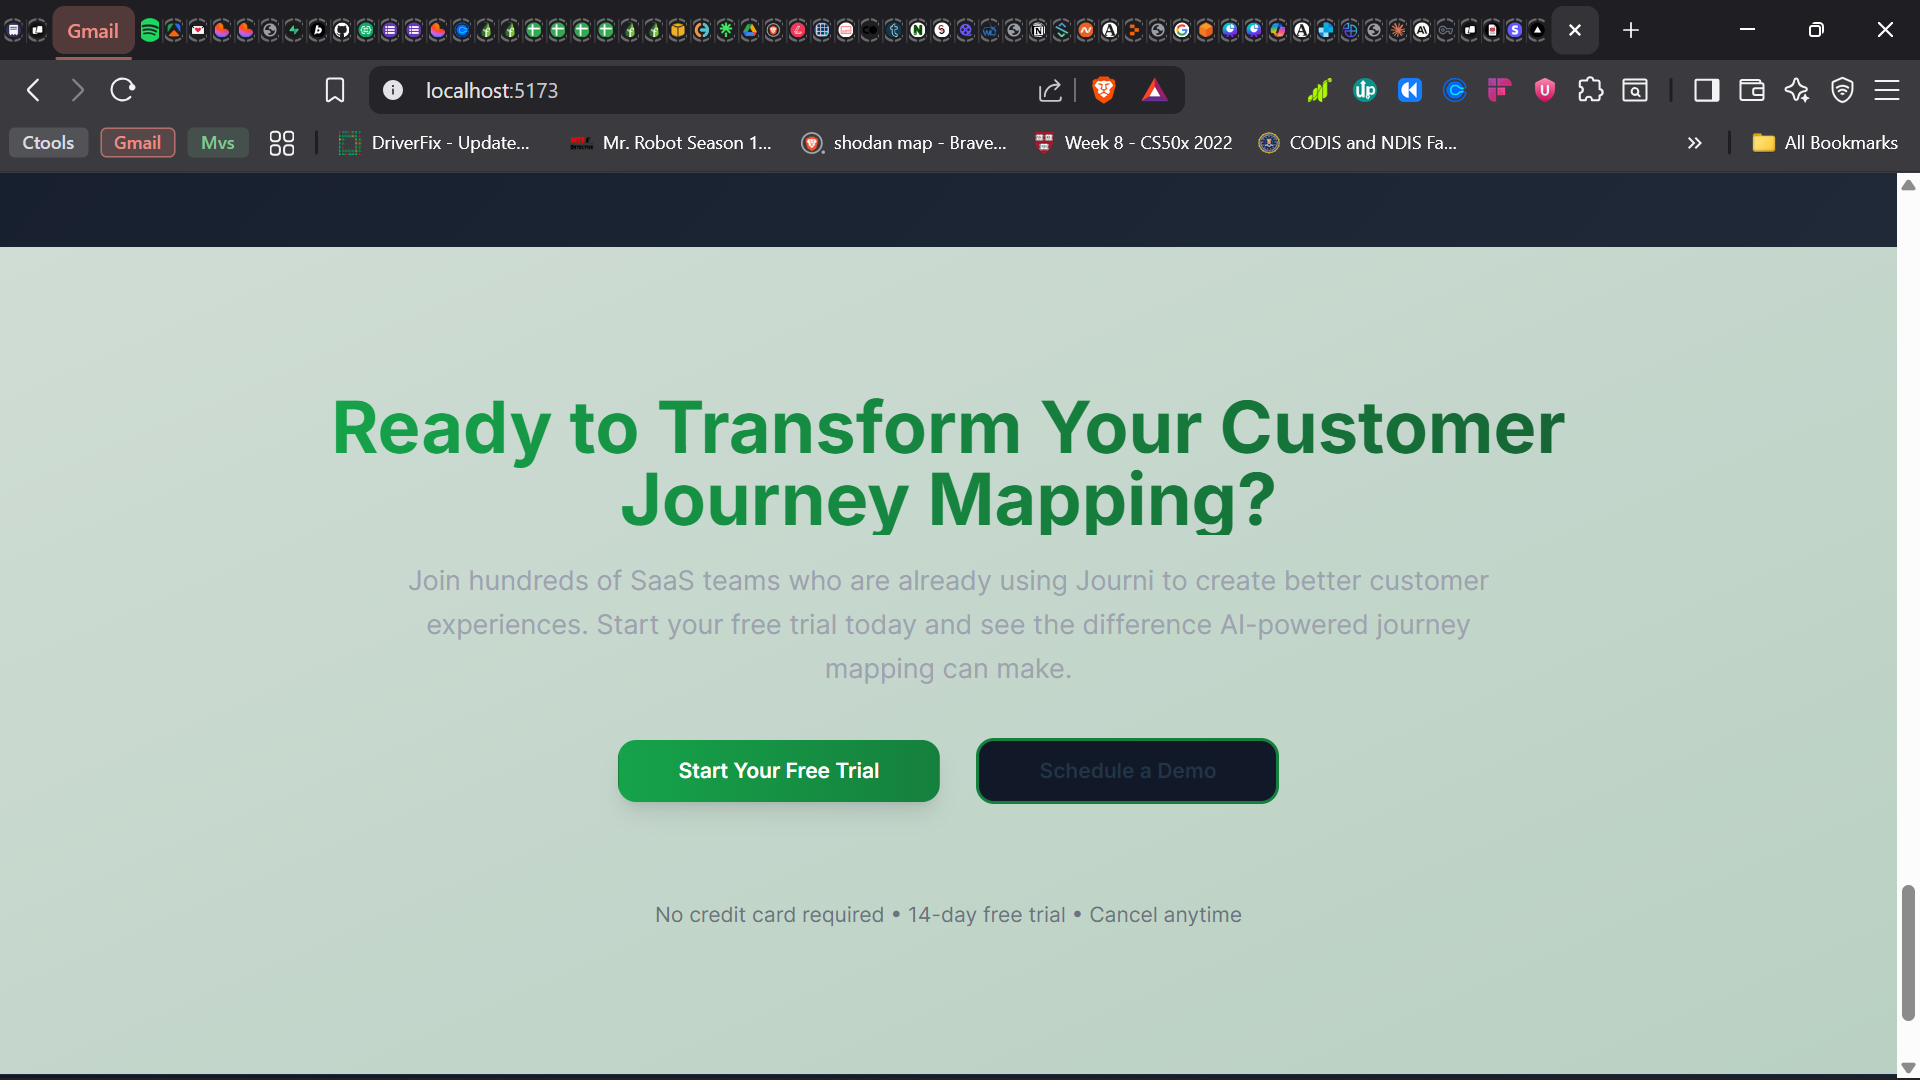 Gmail
localhost:5173
Ctools
Gmail
Mvs
DriverFix - Update...
Mr. Robot Season 1...
shodan map - Brave...
Week 8 - CS50x 2022
CODIS and NDIS Fa...
All Bookmarks
Ready to Transform Your Customer
Journey Mapping?
Join hundreds of SaaS teams who are already using Journi to create better customer
experiences. Start your free trial today and see the difference AI-powered journey
mapping can make.
Start Your Free Trial
Schedule a Demo
No credit card required • 14-day free trial • Cancel anytime